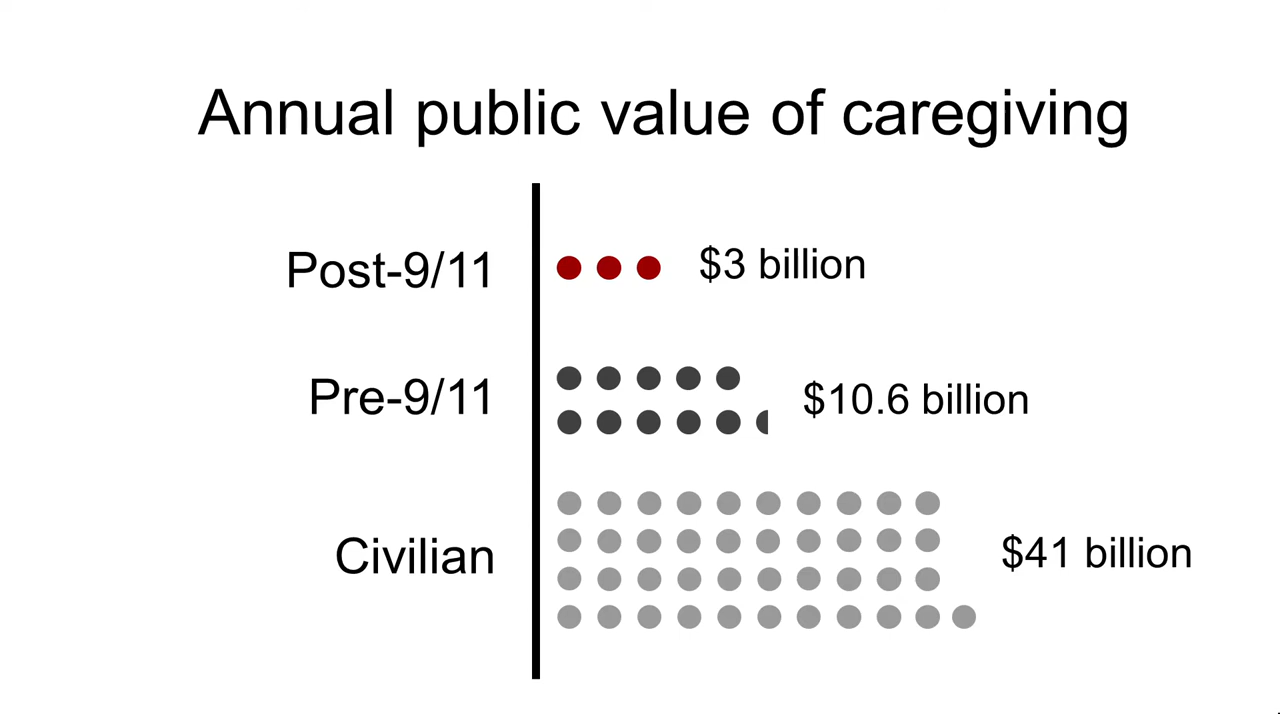 Annual public value of caregiving
Post-9/11
$3 billion
Pre-9/11
$10.6 billion
Civilian
$41 billion